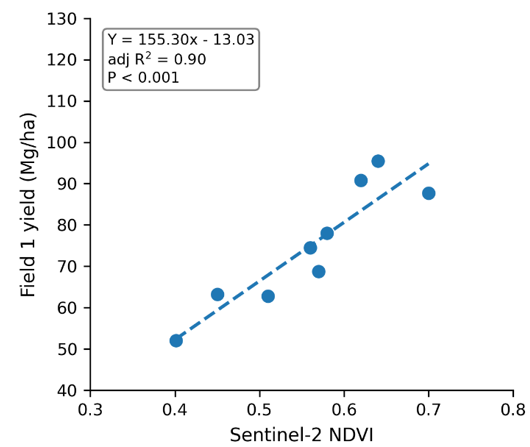 Y = 155.30x - 13.03
adj R² = 0.90
P < 0.001
Field 1 yield (Mg/ha)
130
120
110
100
90
80
70
60
50
40
0.3 0.4 0.5 0.6 0.7 0.8
Sentinel-2 NDVI